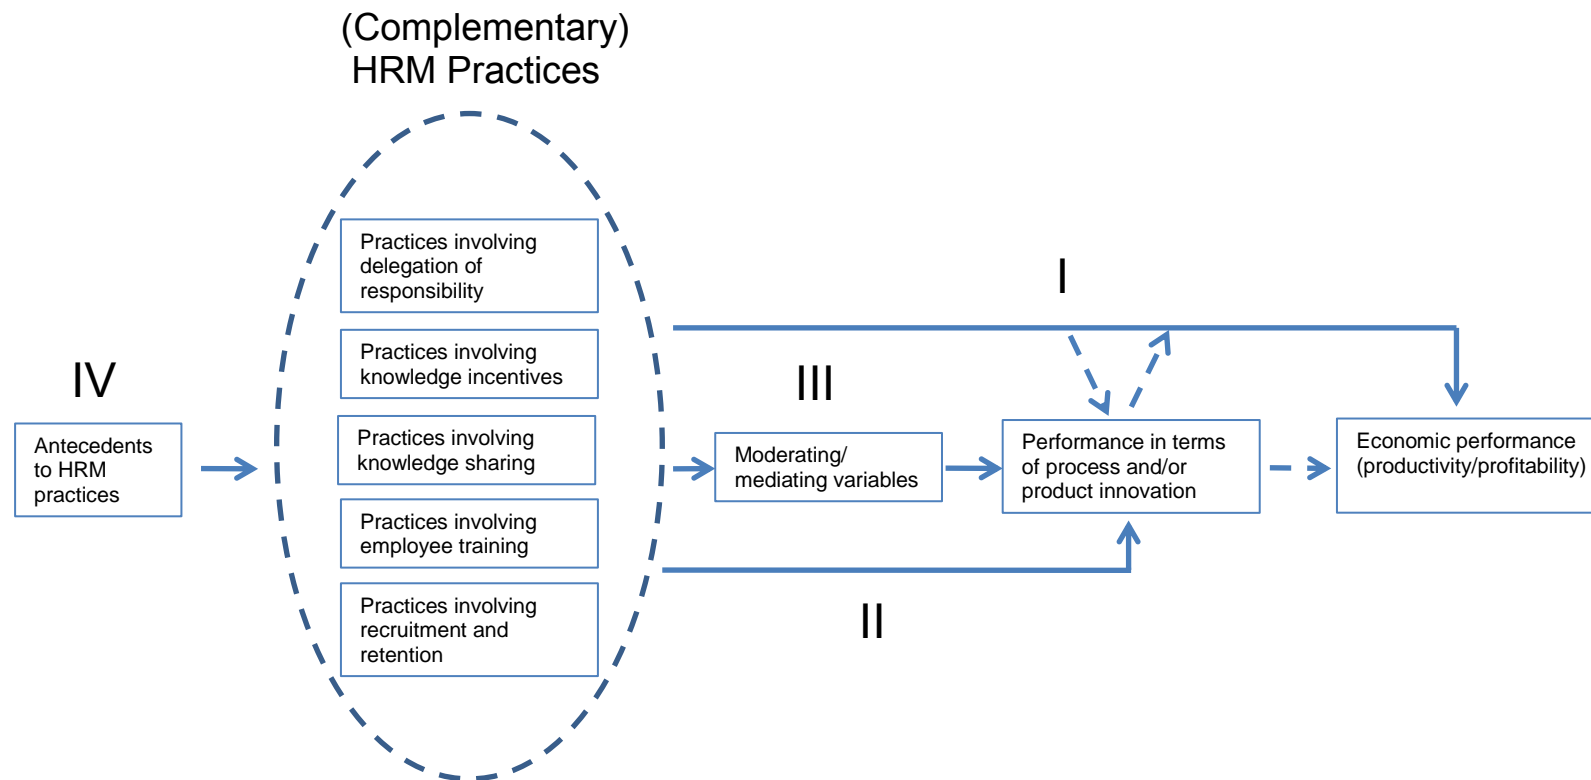 (Complementary)
HRM Practices
Practices involving
delegation of
responsibility
I
Practices involving
knowledge incentives
IV
III
Antecedents
to HRM
practices
Practices involving
knowledge sharing
Moderating/
mediating variables
Performance in terms
of process and/or
product innovation
Economic performance
(productivity/profitability)
Practices involving
employee training
Practices involving
recruitment and
retention
II